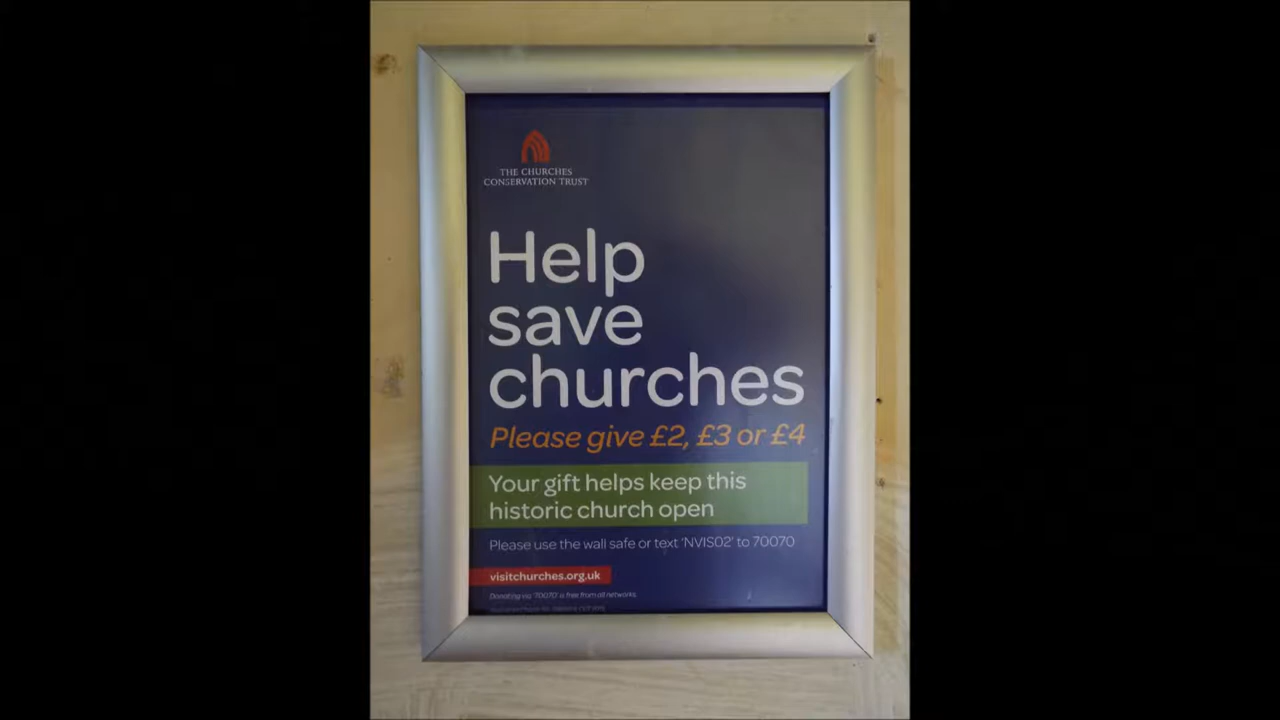 THE CHURCHES
CONSERVATION TRUST
Help
save
churches
Please give £2, £3 or £4
Your gift helps keep this
historic church open
Please use the wall safe or text 'NVIS02' to 70070
visitchurches.org.uk
Donating via '70070' is free from all networks.